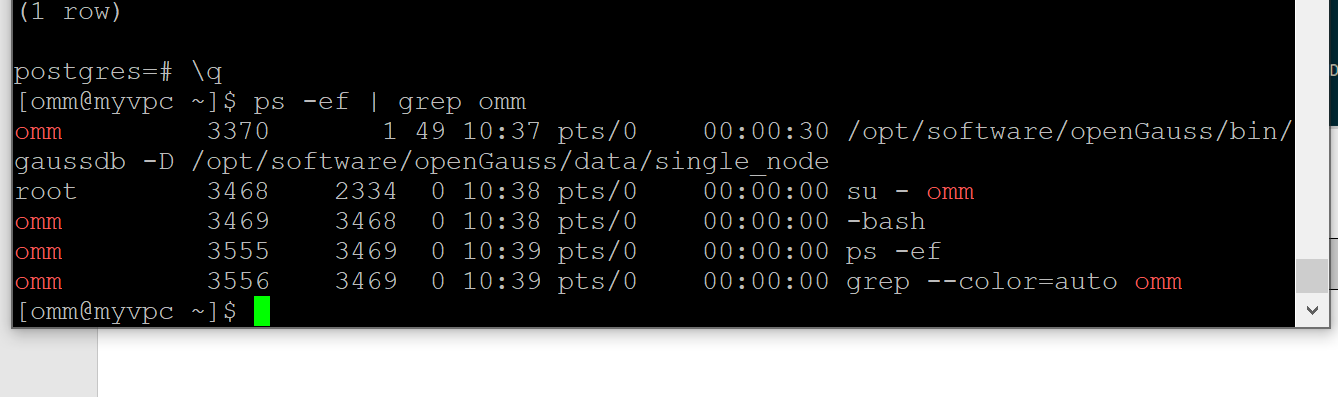 (1 row)
postgres=# \q
[omm@myvpc ~]$ ps -ef | grep omm
omm 3370 1 49 10:37 pts/0 00:00:30 /opt/software/openGauss/bin/
gaussdb -D /opt/software/openGauss/data/single_node
root 3468 2334 0 10:38 pts/0 00:00:00 su - omm
omm 3469 3468 0 10:38 pts/0 00:00:00 -bash
omm 3555 3469 0 10:39 pts/0 00:00:00 ps -ef
omm 3556 3469 0 10:39 pts/0 00:00:00 grep --color=auto omm
[omm@myvpc ~]$